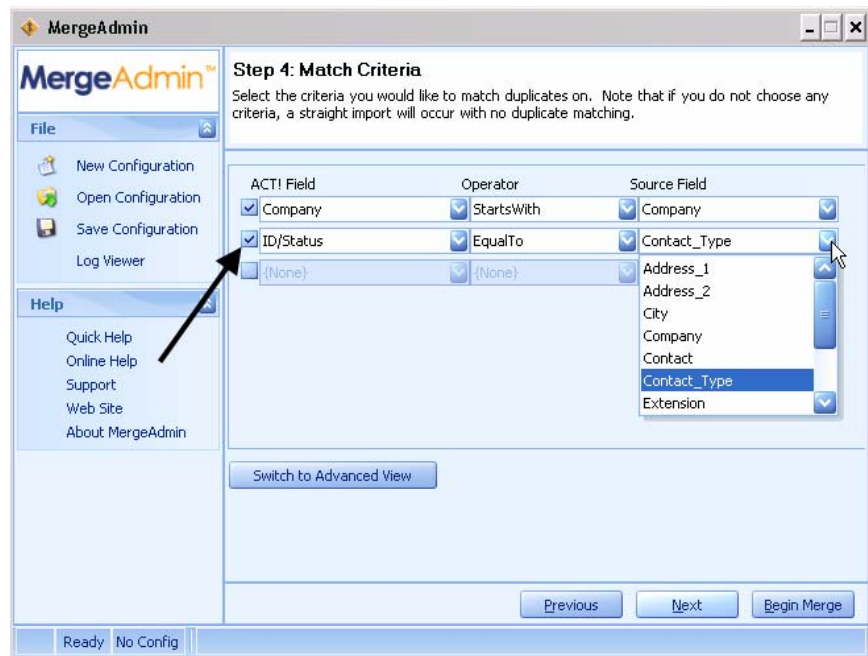 MergeAdmin
MergeAdmin™
File
New Configuration
Open Configuration
Save Configuration
Log Viewer
Help
Quick Help
Online Help
Support
Web Site
About MergeAdmin
Step 4: Match Criteria
Select the criteria you would like to match duplicates on. Note that if you do not choose any
criteria, a straight import will occur with no duplicate matching.
ACT! Field Operator Source Field
Company StartsWith Company
ID/Status EqualTo Contact_Type
{None} {None}
Address_1
Address_2
City
Company
Contact
Contact_Type
Extension
Switch to Advanced View
Previous Next Begin Merge
Ready No Config